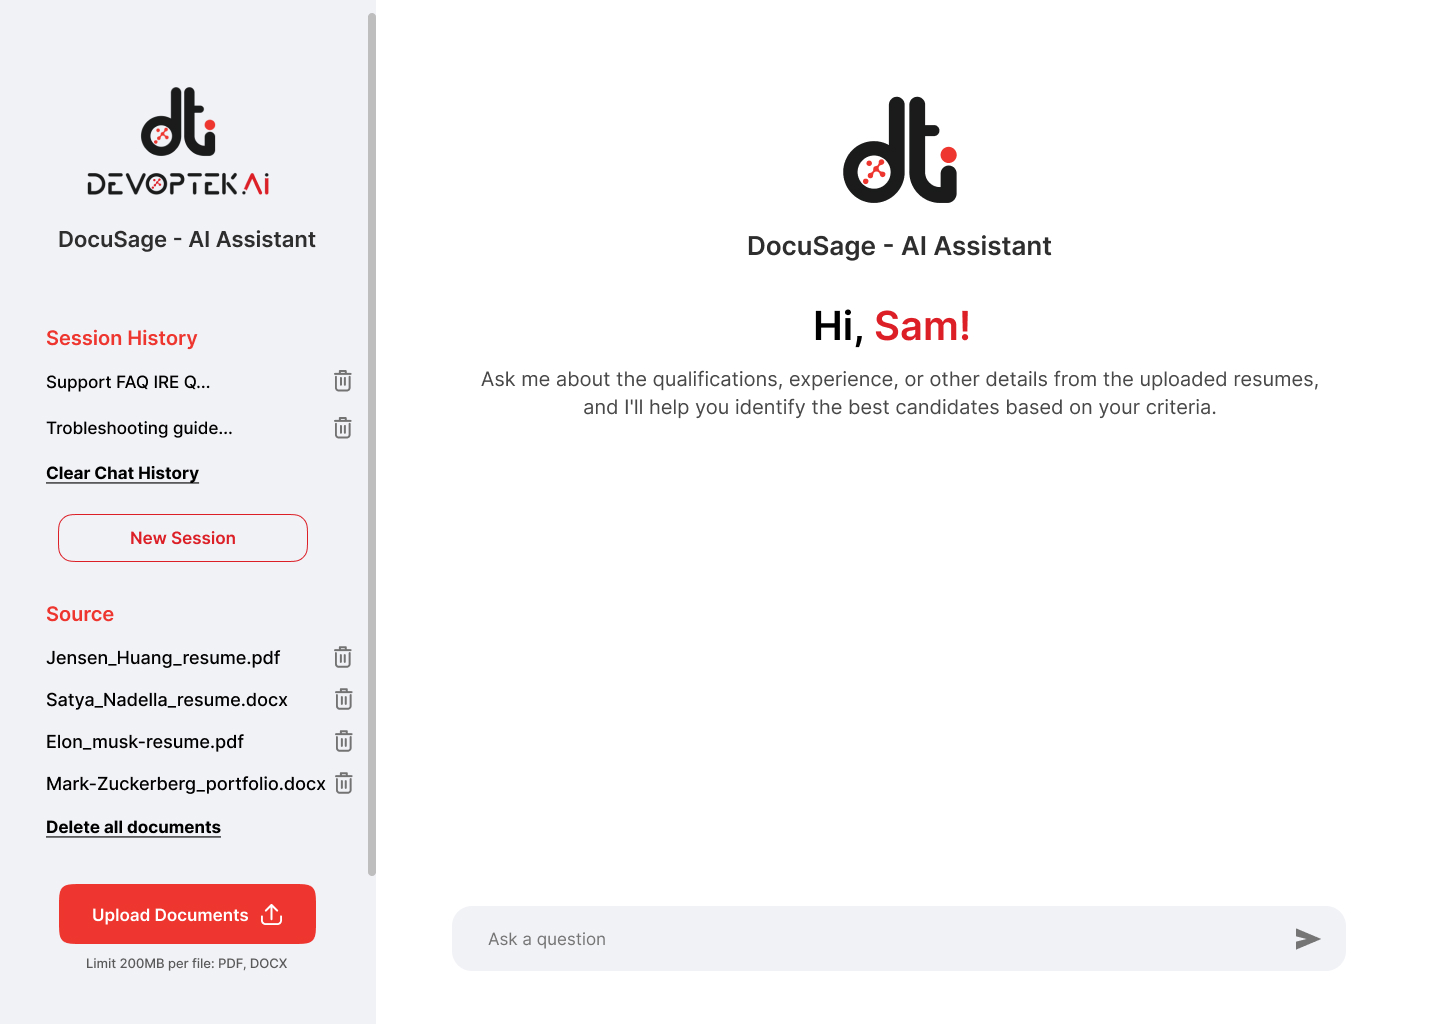 dti
DEVOPTEK.Ai
DocuSage - AI Assistant
Session History
Support FAQ IRE Q...
Trobleshooting guide...
Clear Chat History
New Session
Source
Jensen_Huang_resume.pdf
Satya_Nadella_resume.docx
Elon_musk-resume.pdf
Mark-Zuckerberg_portfolio.docx
Delete all documents
Upload Documents
Limit 200MB per file: PDF, DOCX
dti
DocuSage - AI Assistant
Hi, Sam!
Ask me about the qualifications, experience, or other details from the uploaded resumes,
and I'll help you identify the best candidates based on your criteria.
Ask a question